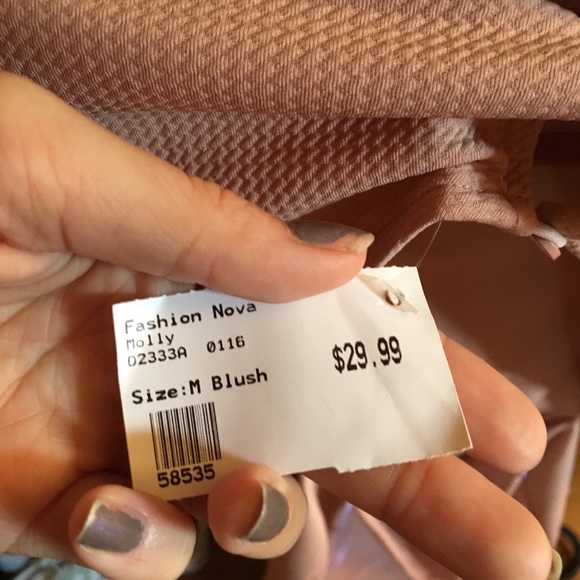 Fashion Nova
Molly
D2333A 0116
$29.99
Size:M Blush
58535